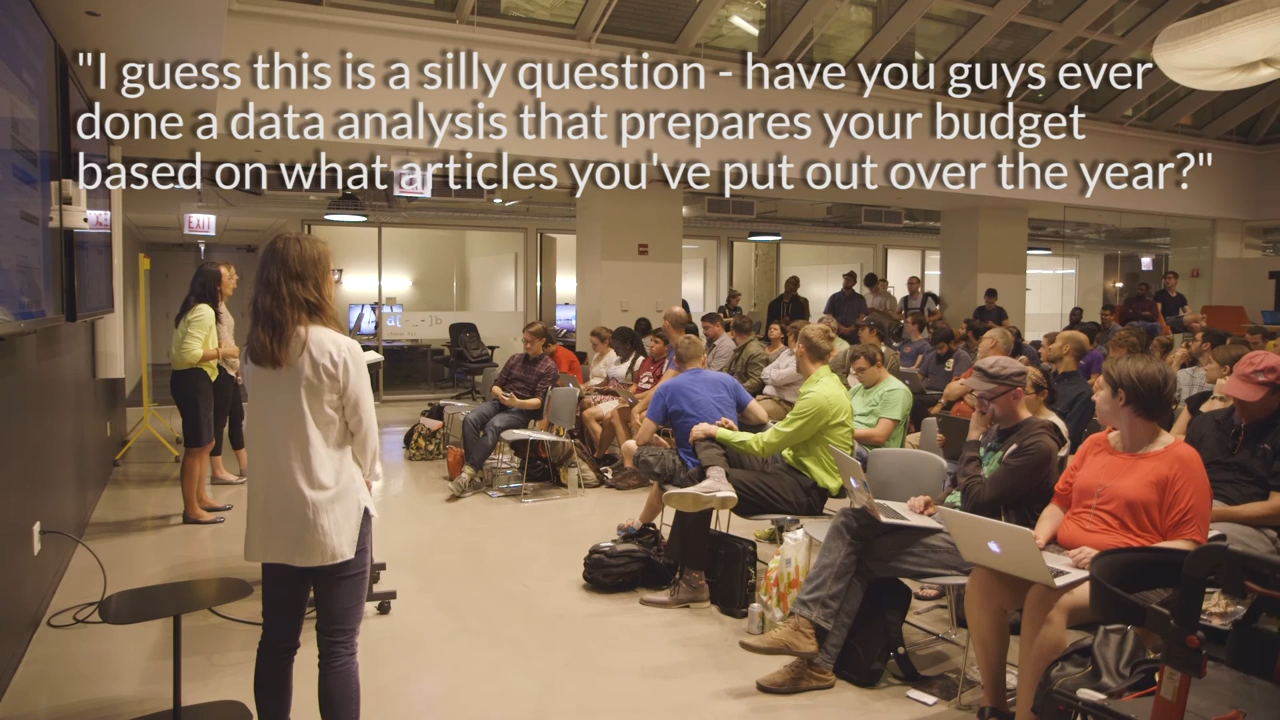 "I guess this is a silly question - have you guys ever
done a data analysis that prepares your budget
based on what articles you've put out over the year?"
EXIT